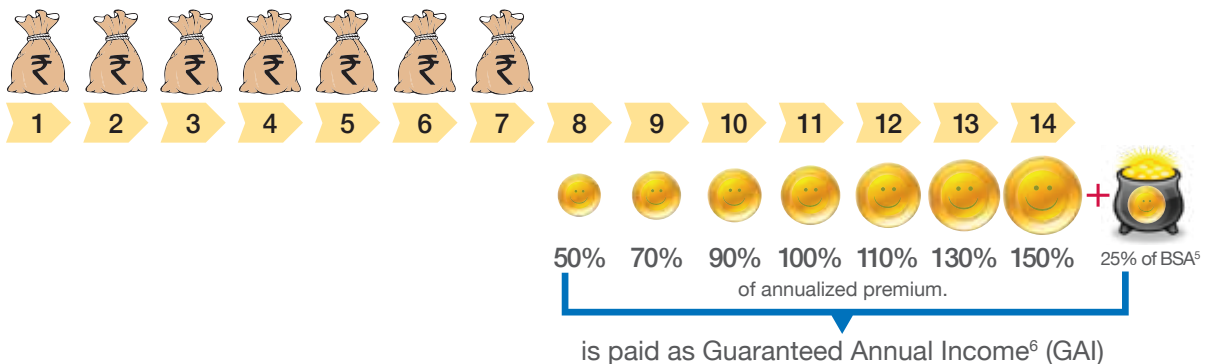 ₹ ₹ ₹ ₹ ₹ ₹ ₹
1 2 3 4 5 6 7 8 9 10 11 12 13 14
+
50% 70% 90% 100% 110% 130% 150% 25% of BSA⁵
of annualized premium.
is paid as Guaranteed Annual Income⁶ (GAI)